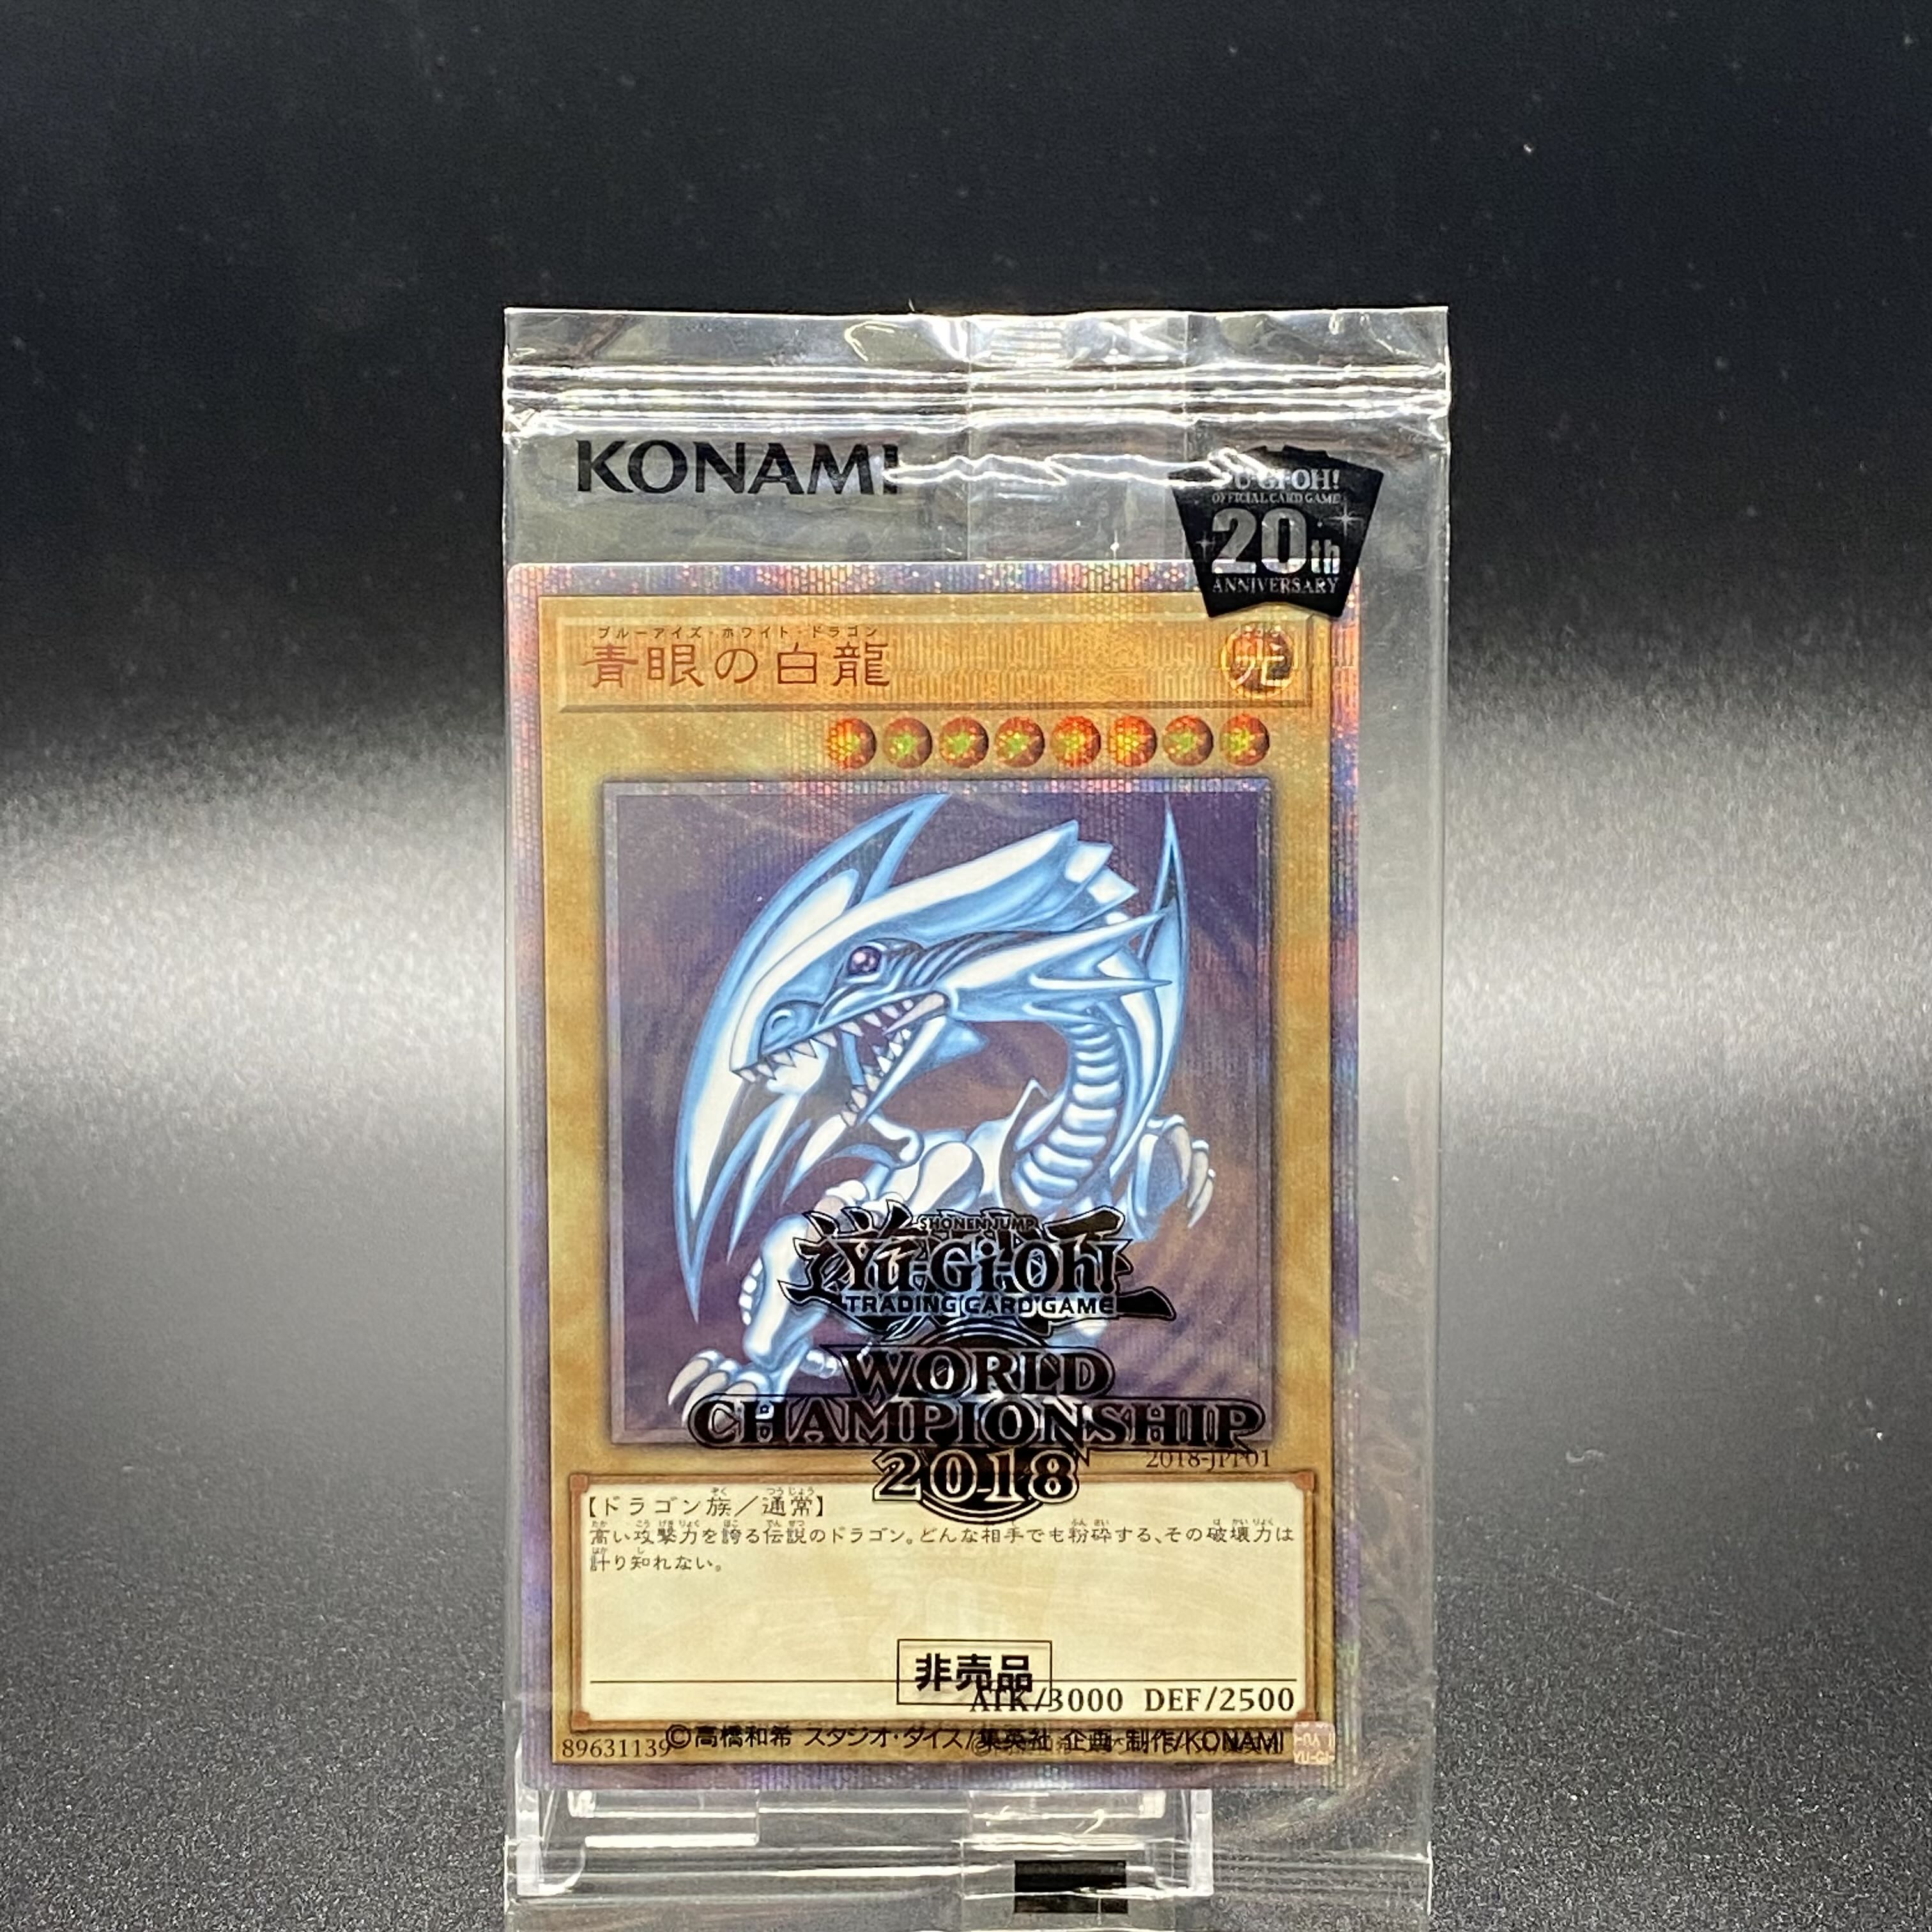 KONAMI
YU-GI-OH!
OFFICIAL CARD GAME
20th
ANNIVERSARY
ブルーアイズ・ホワイト・ドラゴン
青眼の白龍
光
SHONEN JUMP
Yu-Gi-Oh!
TRADING CARD GAME
WORLD
CHAMPIONSHIP
2018
2018-JPP01
【ドラゴン族／通常】
高い攻撃力を誇る伝説のドラゴン。どんな相手でも粉砕する、その破壊力は
計り知れない。
非売品
ATK/3000 DEF/2500
89631139
©高橋和希 スタジオ・ダイス/集英社 企画・制作/KONAMI